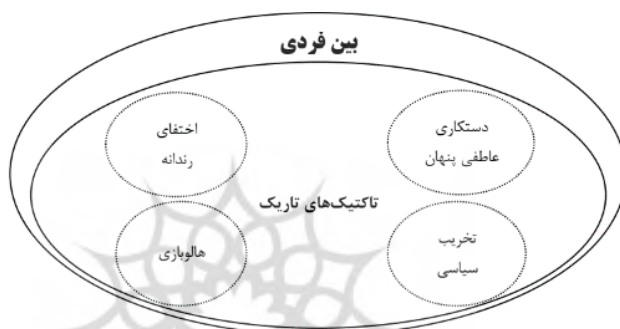 بین فردی
دستکاری
عاطفی پنهان
اختفای
رندانه
تاکتیک‌های تاریک
تخریب
سیاسی
هالوبازی